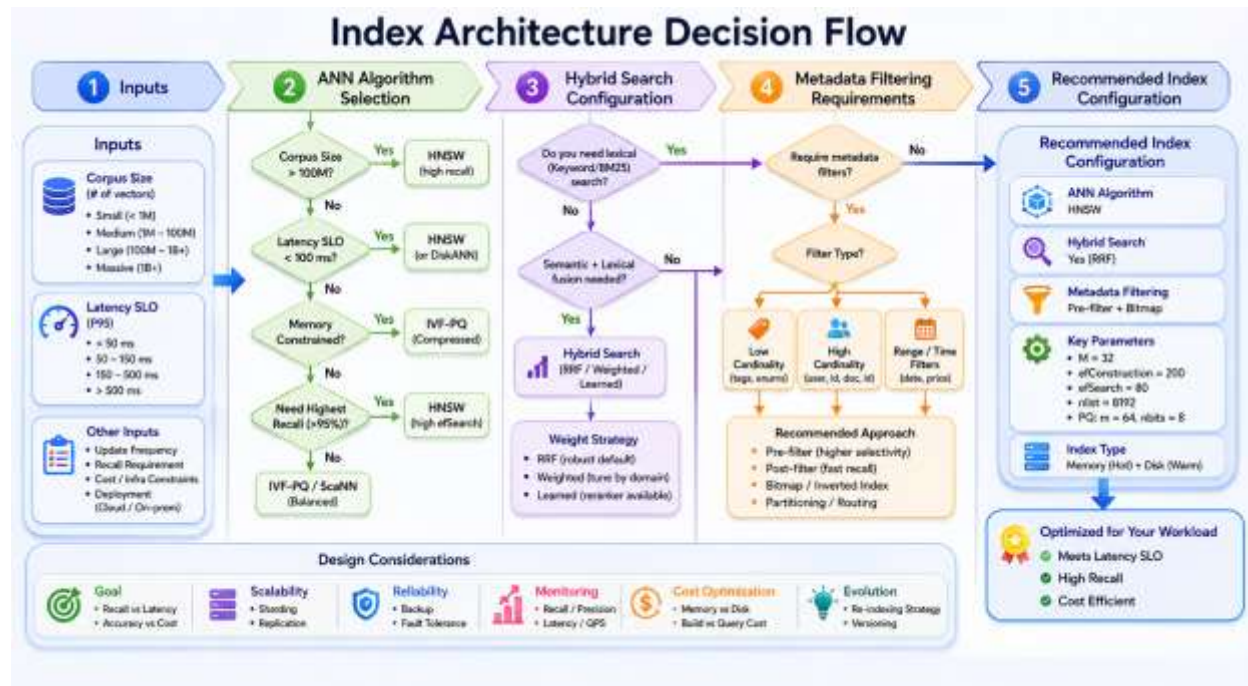 Index Architecture Decision Flow
1 Inputs
2 ANN Algorithm
Selection
3 Hybrid Search
Configuration
4 Metadata Filtering
Requirements
5 Recommended Index
Configuration
Inputs
Corpus Size
(# of vectors)
• Small (< 1M)
• Medium (1M – 100M)
• Large (100M – 1B+)
• Massive (1B+)
Latency SLO
(P95)
• < 50 ms
• 50 – 150 ms
• 150 – 500 ms
• > 500 ms
Other Inputs
• Update Frequency
• Recall Requirement
• Cost / Infra Constraints
• Deployment
(Cloud / On-prem)
Corpus Size
> 100M?
Yes
HNSW
(high recall)
No
Latency SLO
< 100 ms?
Yes
HNSW
(or DiskANN)
No
Memory
Constrained?
Yes
IVF-PQ
(Compressed)
No
Need Highest
Recall (>95%)?
Yes
HNSW
(high efSearch)
No
IVF-PQ / ScaNN
(Balanced)
Do you need lexical
(Keyword/BM25)
search?
Yes
No
Semantic + Lexical
fusion needed?
No
Yes
Hybrid Search
(RRF / Weighted /
Learned)
Weight Strategy
• RRF (robust default)
• Weighted (tune by domain)
• Learned (reranker available)
Require metadata
filters?
No
Yes
Filter Type?
Low
Cardinality
(tags, enums)
High
Cardinality
(user, id, doc, id)
Range / Time
Filters
(date, price)
Recommended Approach
• Pre-filter (higher selectivity)
• Post-filter (fast recall)
• Bitmap / Inverted Index
• Partitioning / Routing
Recommended Index
Configuration
ANN Algorithm
HNSW
Hybrid Search
Yes (RRF)
Metadata Filtering
Pre-filter + Bitmap
Key Parameters
• M = 32
• efConstruction = 200
• efSearch = 80
• nlist = 8192
• PQ: m = 64, nbits = 8
Index Type
Memory (Hot) + Disk (Warm)
Optimized for Your Workload
Meets Latency SLO
High Recall
Cost Efficient
Design Considerations
Goal
• Recall vs Latency
• Accuracy vs Cost
Scalability
• Sharding
• Replication
Reliability
• Backup
• Fault Tolerance
Monitoring
• Recall / Precision
• Latency / QPS
Cost Optimization
• Memory vs Disk
• Build vs Query Cost
Evolution
• Re-indexing Strategy
• Versioning